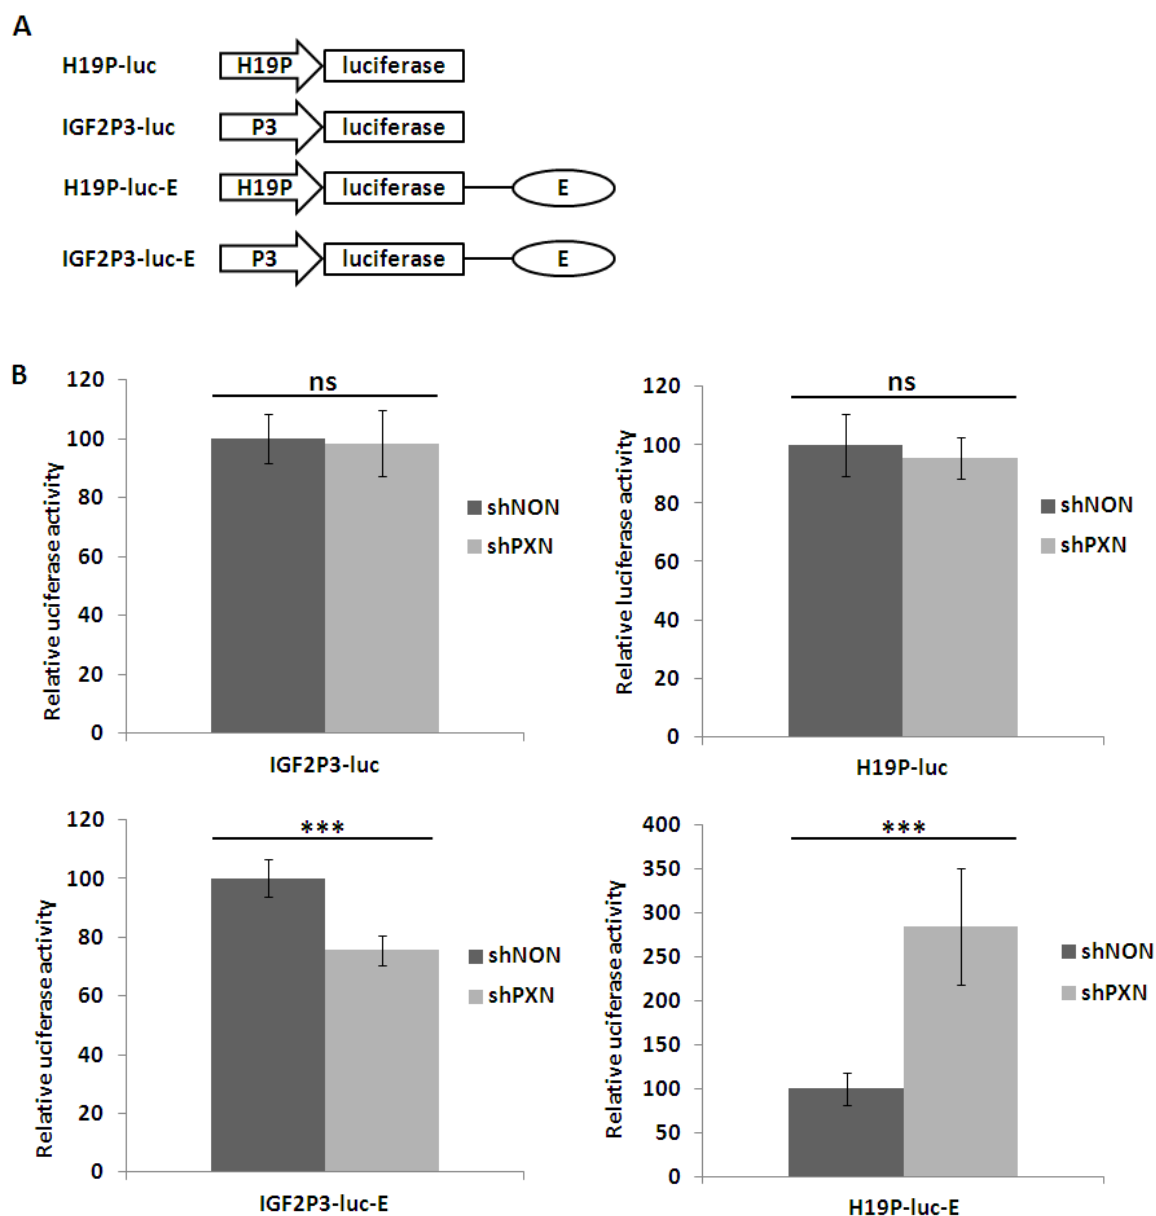 A
H19P-luc H19P luciferase
IGF2P3-luc P3 luciferase
H19P-luc-E H19P luciferase E
IGF2P3-luc-E P3 luciferase E
B
Relative uciferase activity
120
100
80
60
40
20
0
ns
shNON
shPXN
IGF2P3-luc
Relative luciferase activity
120
100
80
60
40
20
0
ns
shNON
shPXN
H19P-luc
Relative uciferase activity
120
100
80
60
40
20
0
***
shNON
shPXN
IGF2P3-luc-E
Relative uciferase activity
400
350
300
250
200
150
100
50
0
***
shNON
shPXN
H19P-luc-E